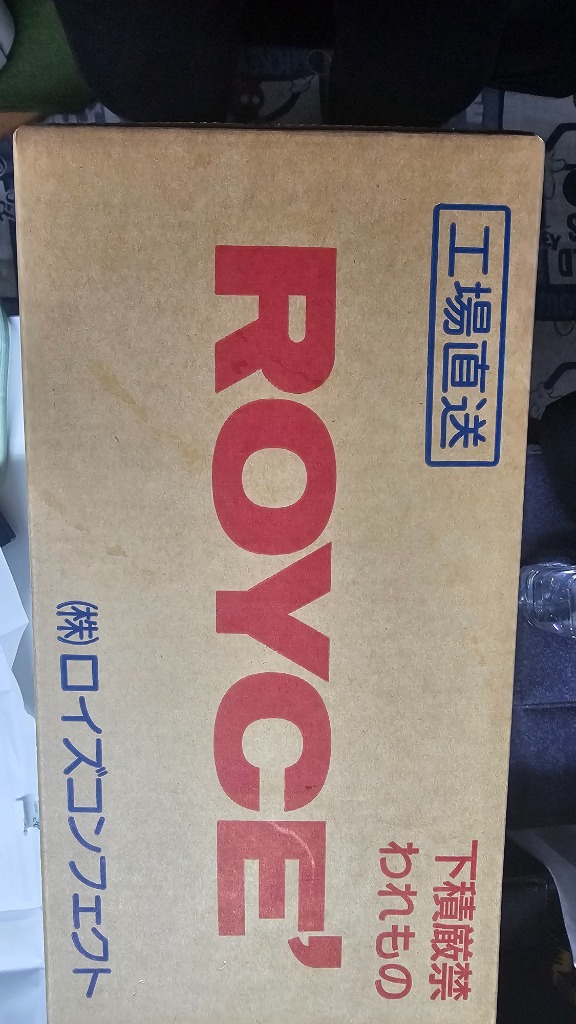 工場直送
ROYCE'
下積厳禁
われもの
(株)ロイズコンフェクト